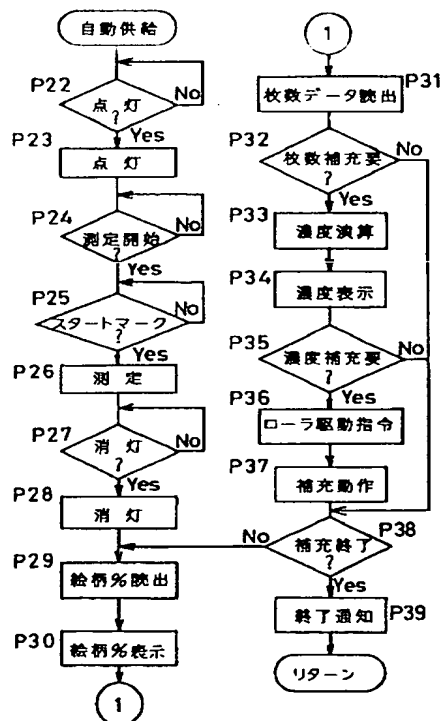 自動供給
P22
点灯
?
No
Yes
P23
点灯
P24
測定開始
?
No
Yes
P25
スタートマーク
?
No
Yes
P26
測定
P27
消灯
?
No
Yes
P28
消灯
P29
絵柄%読出
P30
絵柄%表示
1
1
P31
枚数データ読出
P32
枚数補充要
?
No
Yes
P33
濃度演算
P34
濃度表示
P35
濃度補充要
?
No
Yes
P36
ローラ駆動指令
P37
補充動作
P38
補充終了
?
No
Yes
P39
終了通知
リターン